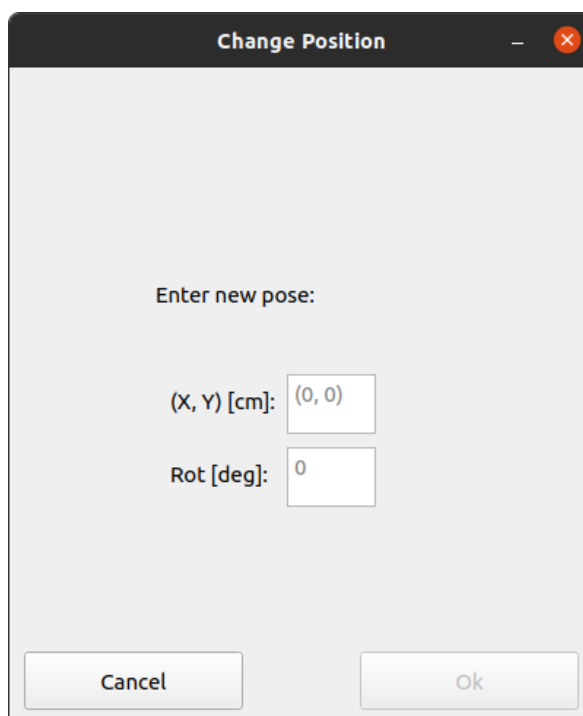 Change Position
Enter new pose:
(X, Y) [cm]: (0, 0)
Rot [deg]: 0
Cancel Ok